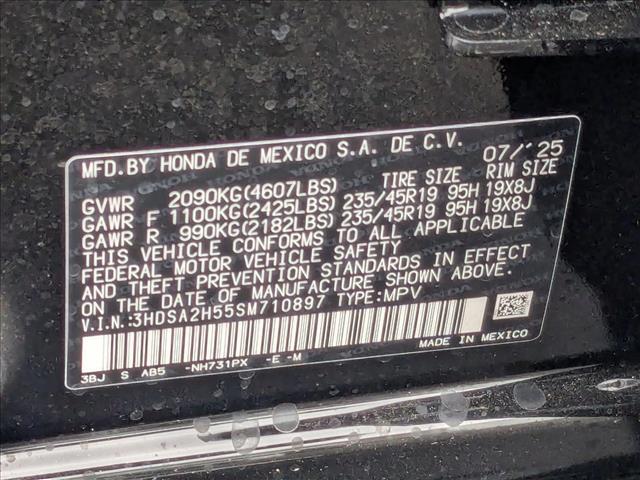 MFD.BY HONDA DE MEXICO S.A. DE C.V. 07/'25
GVWR 2090KG(4607LBS) TIRE SIZE RIM SIZE
GAWR F 1100KG(2425LBS) 235/45R19 95H 19X8J
GAWR R 990KG(2182LBS) 235/45R19 95H 19X8J
THIS VEHICLE CONFORMS TO ALL APPLICABLE
FEDERAL MOTOR VEHICLE SAFETY
AND THEFT PREVENTION STANDARDS IN EFFECT
ON THE DATE OF MANUFACTURE SHOWN ABOVE.
V.I.N.:3HDSA2H55SM710897 TYPE:MPV
MADE IN MEXICO
3BJ S AB5 -NH731PX -E -M